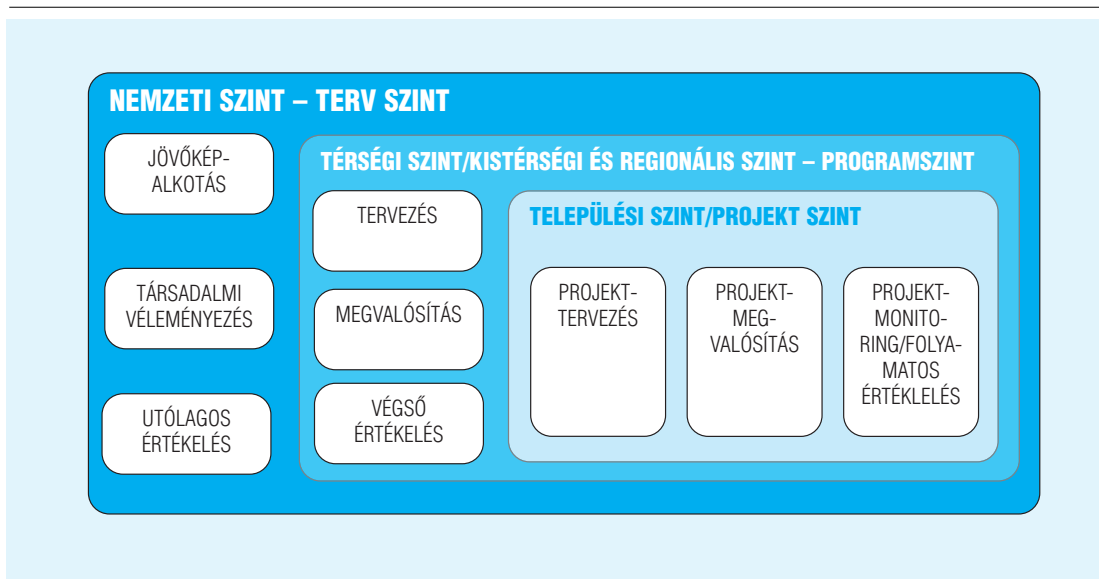 NEMZETI SZINT – TERV SZINT
JÖVŐKÉP-
ALKOTÁS
TÁRSADALMI
VÉLEMÉNYEZÉS
UTÓLAGOS
ÉRTÉKELÉS
TÉRSÉGI SZINT/KISTÉRSÉGI ÉS REGIONÁLIS SZINT – PROGRAMSZINT
TERVEZÉS
MEGVALÓSÍTÁS
VÉGSŐ
ÉRTÉKELÉS
TELEPÜLÉSI SZINT/PROJEKT SZINT
PROJEKT-
TERVEZÉS
PROJEKT-
MEG-
VALÓSÍTÁS
PROJEKT-
MONITO-
RING/FOLYA-
MATOS
ÉRTÉKLELÉS